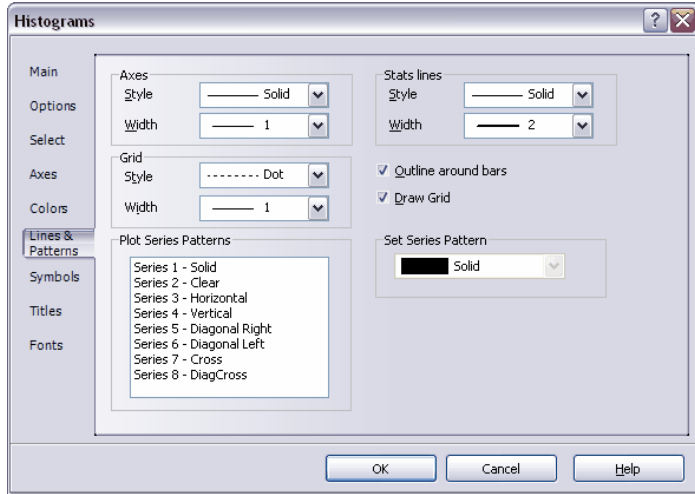 Histograms
Main
Options
Select
Axes
Colors
Lines &
Patterns
Symbols
Titles
Fonts
Axes
Style Solid
Width 1
Grid
Style Dot
Width 1
Plot Series Patterns
Series 1 - Solid
Series 2 - Clear
Series 3 - Horizontal
Series 4 - Vertical
Series 5 - Diagonal Right
Series 6 - Diagonal Left
Series 7 - Cross
Series 8 - DiagCross
Stats lines
Style Solid
Width 2
Outline around bars
Draw Grid
Set Series Pattern
Solid
OK Cancel Help